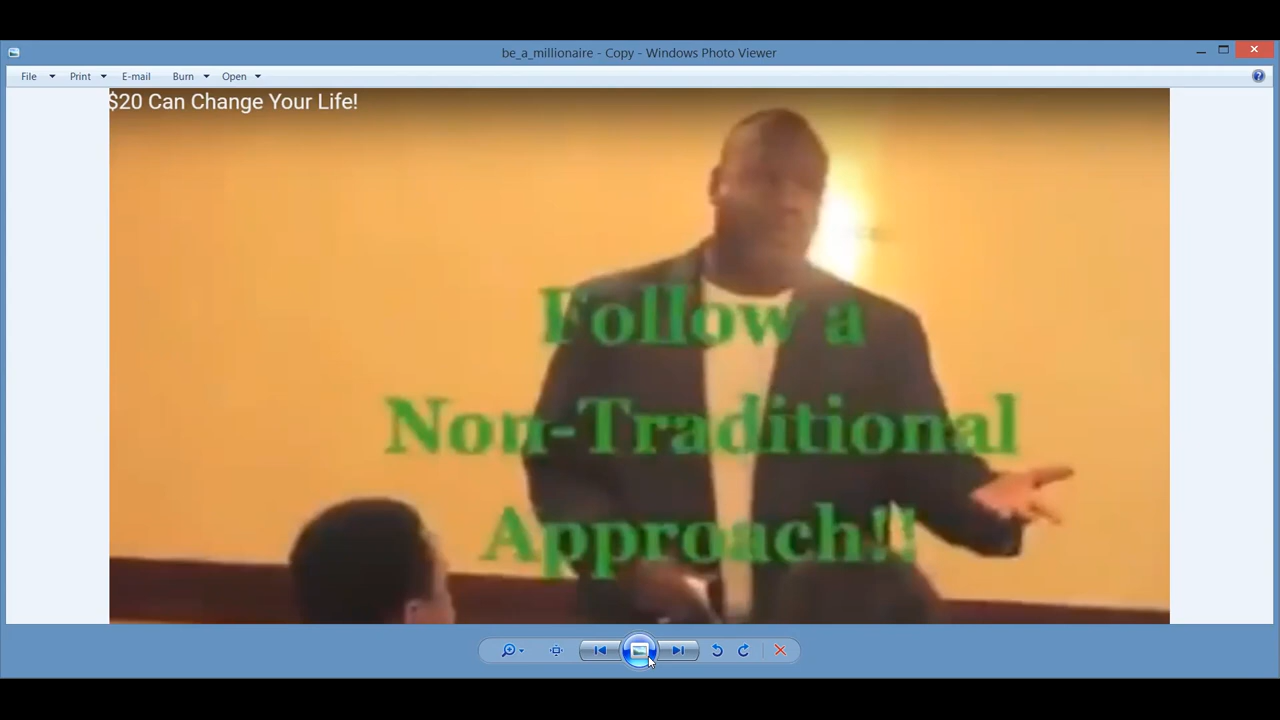 be_a_millionaire - Copy - Windows Photo Viewer
File Print E-mail Burn Open
$20 Can Change Your Life!
Follow a
Non-Traditional
Approach!!